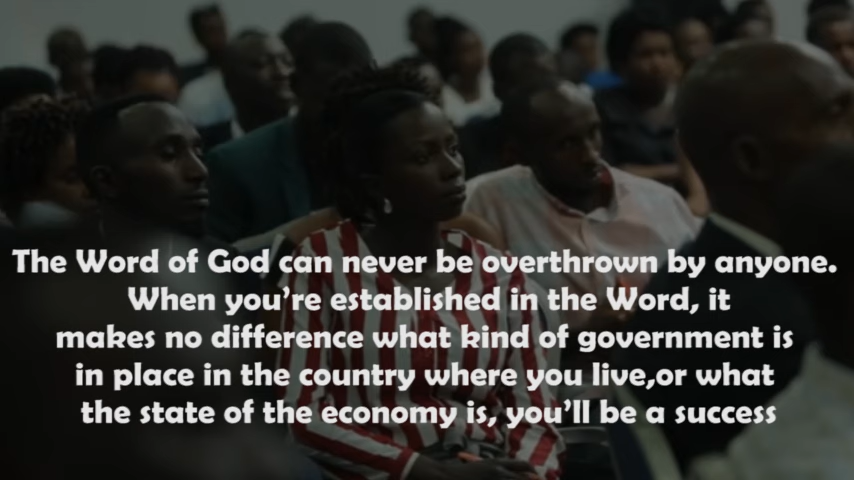 The Word of God can never be overthrown by anyone.
When you’re established in the Word, it
makes no difference what kind of government is
in place in the country where you live,or what
the state of the economy is, you’ll be a success